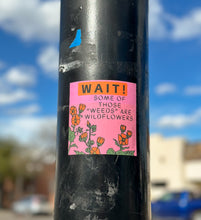 WAIT!
SOME OF
THOSE
"WEEDS" ARE
WILDFLOWERS